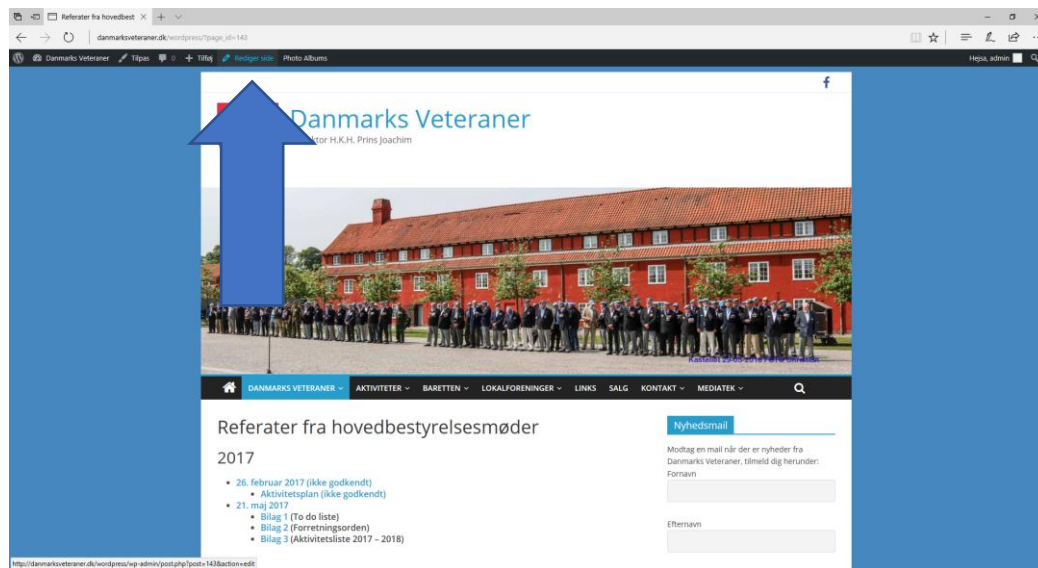 Referater fra hovedbest
danmarksveteraner.dk/wordpress/?page_id=143
Danmarks Veteraner Tilpas 0 Tilføj Rediger side Photo Albums Hejsa, admin
Danmarks Veteraner
ktor H.K.H. Prins Joachim
DANMARKS VETERANER AKTIVITETER BARETTEN LOKALFORENINGER LINKS SALG KONTAKT MEDIATEK
Referater fra hovedbestyrelsesmøder
2017
26. februar 2017 (ikke godkendt)
Aktivitetsplan (ikke godkendt)
21. maj 2017
Bilag 1 (To do liste)
Bilag 2 (Forretningsorden)
Bilag 3 (Aktivitetsliste 2017 – 2018)
Nyhedsmail
Modtag en mail når der er nyheder fra
Danmarks Veteraner, tilmeld dig herunder:
Fornavn
Efternavn
http://danmarksveteraner.dk/wordpress/wp-admin/post.php?post=143&action=edit